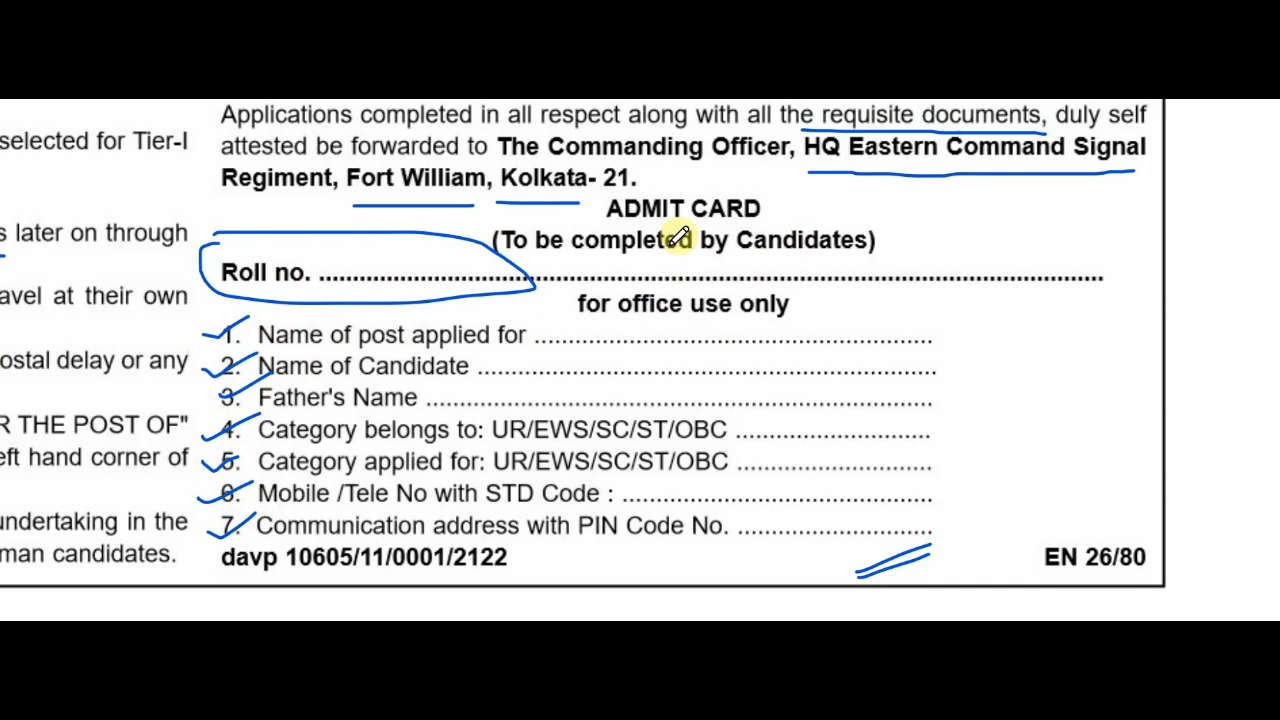 selected for Tier-I
s later on through
avel at their own
ostal delay or any
R THE POST OF"
eft hand corner of
undertaking in the
man candidates.
Applications completed in all respect along with all the requisite documents, duly self
attested be forwarded to The Commanding Officer, HQ Eastern Command Signal
Regiment, Fort William, Kolkata- 21.
ADMIT CARD
(To be completed by Candidates)
Roll no. ....................................................................................................................
for office use only
1. Name of post applied for ...........................................................
2. Name of Candidate ....................................................................
3. Father's Name ...........................................................................
4. Category belongs to: UR/EWS/SC/ST/OBC .............................
5. Category applied for: UR/EWS/SC/ST/OBC .............................
6. Mobile /Tele No with STD Code : ..............................................
7. Communication address with PIN Code No. .............................
davp 10605/11/0001/2122 EN 26/80